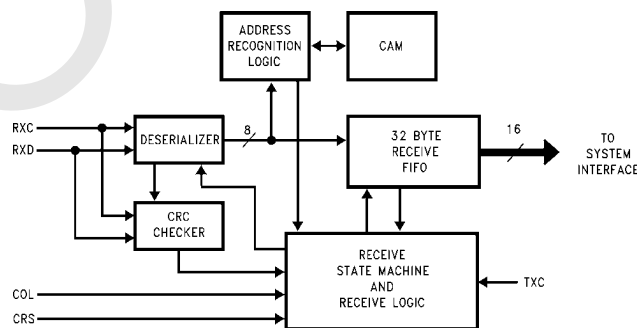 ADDRESS
RECOGNITION
LOGIC
CAM
RXC
RXD
DESERIALIZER
8
32 BYTE
RECEIVE
FIFO
16
TO
SYSTEM
INTERFACE
CRC
CHECKER
RECEIVE
STATE MACHINE
AND
RECEIVE LOGIC
TXC
COL
CRS